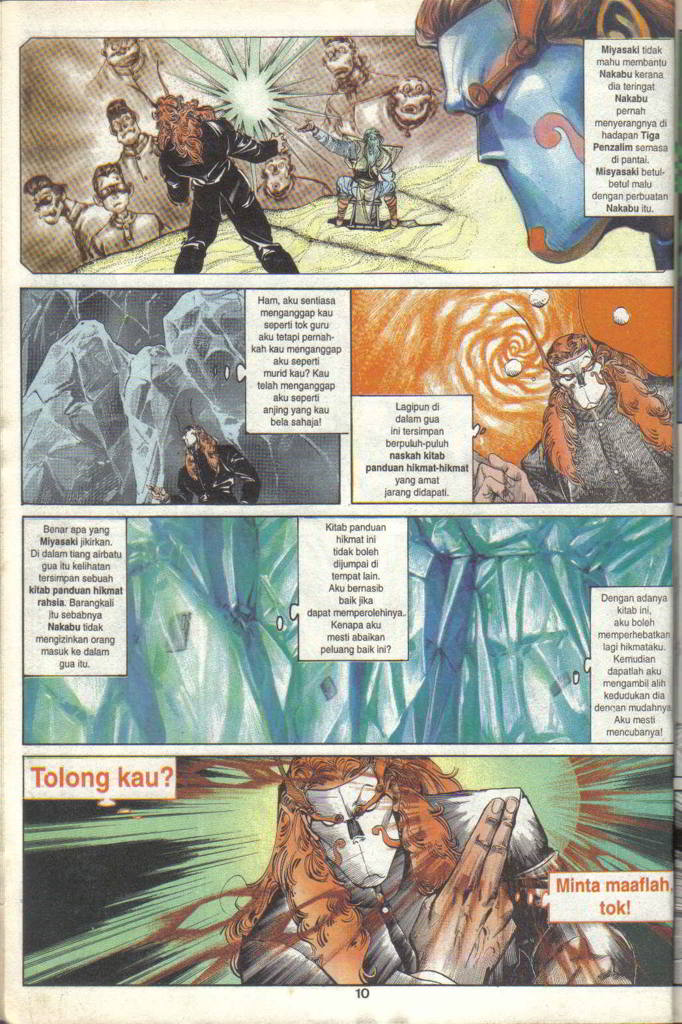 Miyasaki tidak
mahu membantu
Nakabu kerana
dia teringat
Nakabu
pernah
menyerangnya di
hadapan Tiga
Penzalim semasa
di pantai.
Misyasaki betul-
betul malu
dengan perbuatan
Nakabu itu.
Ham, aku sentiasa
menganggap kau
seperti tok guru
aku tetapi pernah-
kah kau menganggap
aku seperti
murid kau? Kau
telah menganggap
aku seperti
anjing yang kau
bela sahaja!
Lagipun di
dalam gua
ini tersimpan
berpuluh-puluh
naskah kitab
panduan hikmat-hikmat
yang amat
jarang didapati.
Benar apa yang
Miyasaki jikirkan.
Di dalam tiang airbatu
gua itu kelihatan
tersimpan sebuah
kitab panduan hikmat
rahsia. Barangkali
itu sebabnya
Nakabu tidak
mengizinkan orang
masuk ke dalam
gua itu.
Kitab panduan
hikmat ini
tidak boleh
dijumpai di
tempat lain.
Aku bernasib
baik jika
dapat memperolehinya..
Kenapa aku
mesti abaikan
peluang baik ini?
Dengan adanya
kitab ini,
aku boleh
memperhebatkan
lagi hikmataku.
Kemudian
dapatlah aku
mengambil alih
kedudukan dia
dengan mudahnya.
Aku mesti
mencubanya!
Tolong kau?
Minta maaflah,
tok!
10